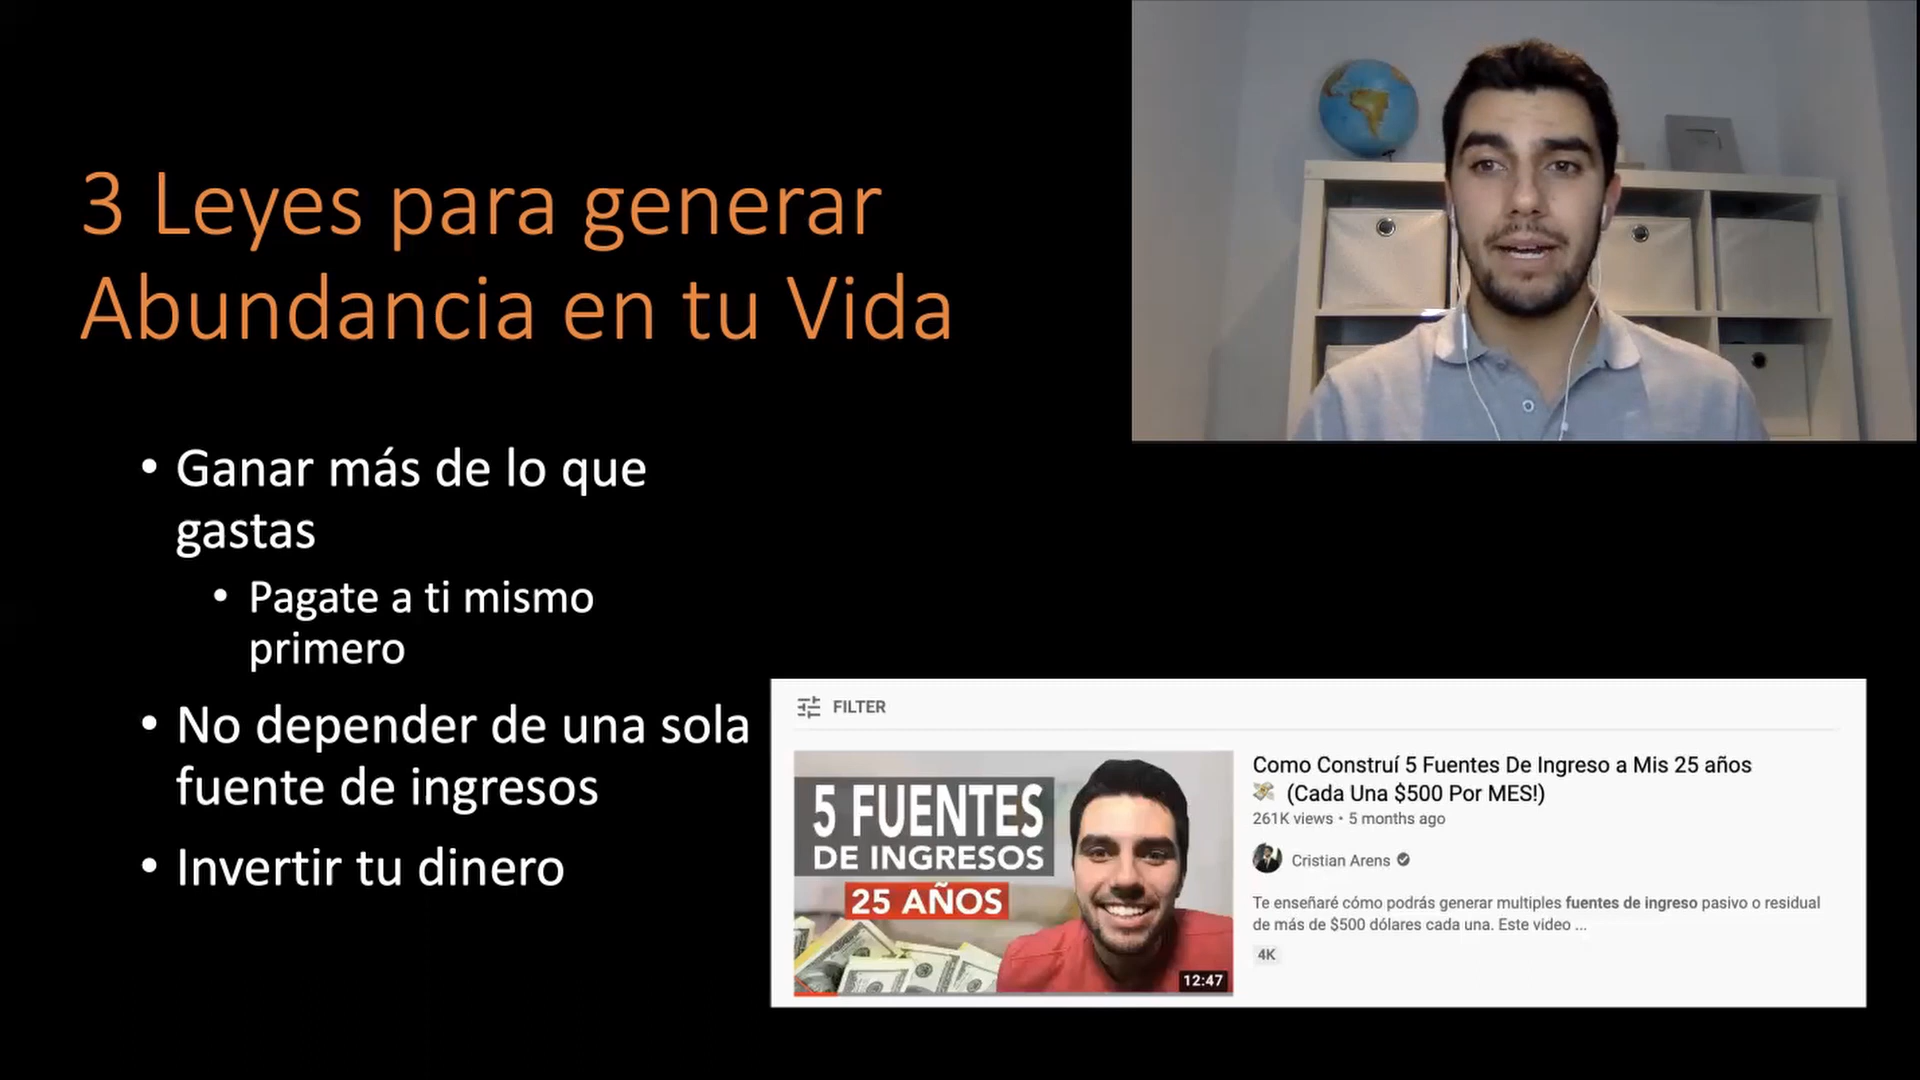 3 Leyes para generar
Abundancia en tu Vida
• Ganar más de lo que
gastas
• Pagate a ti mismo
primero
• No depender de una sola
fuente de ingresos
• Invertir tu dinero
FILTER
5 FUENTES
DE INGRESOS
25 AÑOS
12:47
Como Construí 5 Fuentes De Ingreso a Mis 25 años
💸 (Cada Una $500 Por MES!)
261K views • 5 months ago
Cristian Arens
Te enseñaré cómo podrás generar multiples fuentes de ingreso pasivo o residual
de más de $500 dólares cada una. Este video ...
4K